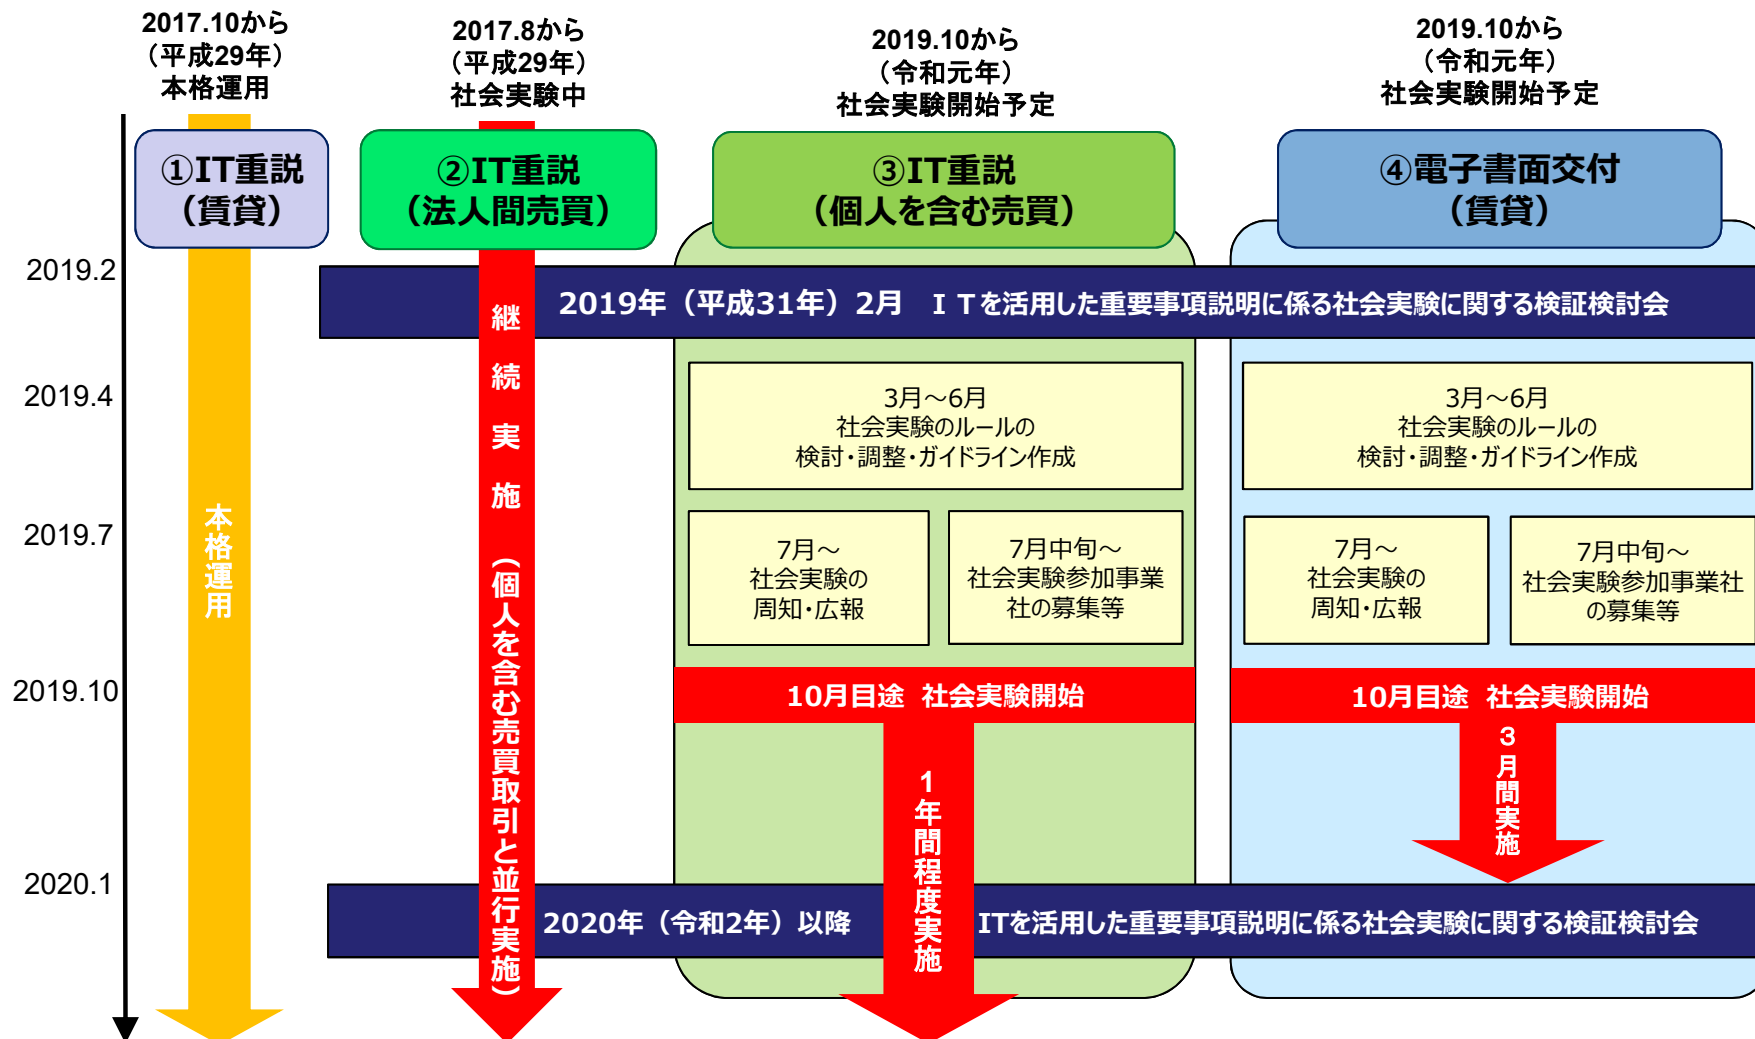 2017.10から
（平成29年）
本格運用
2017.8から
（平成29年）
社会実験中
2019.10から
（令和元年）
社会実験開始予定
2019.10から
（令和元年）
社会実験開始予定
①IT重説
（賃貸）
②IT重説
（法人間売買）
③IT重説
（個人を含む売買）
④電子書面交付
（賃貸）
2019.2
2019年（平成31年）2月　ＩＴを活用した重要事項説明に係る社会実験に関する検証検討会
2019.4
3月～6月
社会実験のルールの
検討・調整・ガイドライン作成
3月～6月
社会実験のルールの
検討・調整・ガイドライン作成
2019.7
7月～
社会実験の
周知・広報
7月中旬～
社会実験参加事業
社の募集等
7月～
社会実験の
周知・広報
7月中旬～
社会実験参加事業社
の募集等
本格運用
継続実施　（個人を含む売買取引と並行実施）
2019.10
10月目途 社会実験開始
10月目途 社会実験開始
1年間程度実施
３月間実施
2020.1
2020年（令和2年）以降　ITを活用した重要事項説明に係る社会実験に関する検証検討会